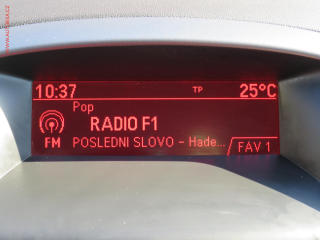 10:37 TP 25°C
Pop
RADIO F1
FM POSLEDNI SLOVO - Hade... FAV 1